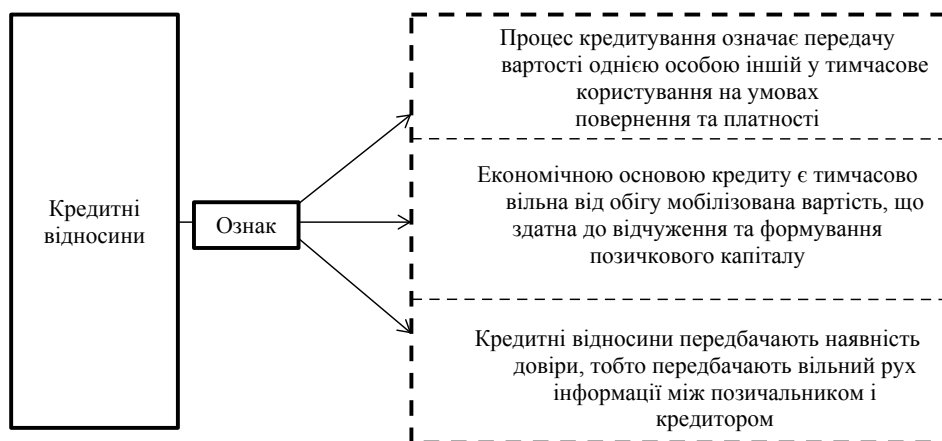 Кредитні
відносини
Ознак
Процес кредитування означає передачу
вартості однією особою іншій у тимчасове
користування на умовах
повернення та платності
Економічною основою кредиту є тимчасово
вільна від обігу мобілізована вартість, що
здатна до відчуження та формування
позичкового капіталу
Кредитні відносини передбачають наявність
довіри, тобто передбачають вільний рух
інформації між позичальником і
кредитором